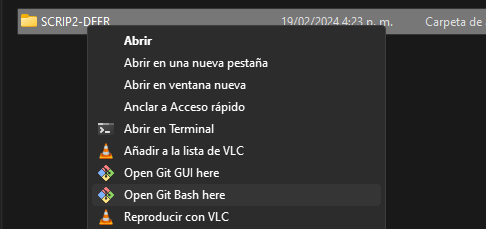 SCRIP2-DFFR 19/02/2024 4:23 p. m. Carpeta de
Abrir
Abrir en una nueva pestaña
Abrir en ventana nueva
Anclar a Acceso rápido
Abrir en Terminal
Añadir a la lista de VLC
Open Git GUI here
Open Git Bash here
Reproducir con VLC